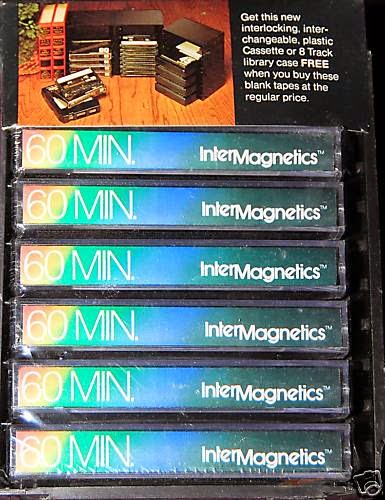 Get this new
interlocking, inter-
changeable, plastic
Cassette or 8 Track
library case FREE
when you buy these
blank tapes at the
regular price.
60 MIN. InterMagnetics™
60 MIN. InterMagnetics™
60 MIN. InterMagnetics™
60 MIN. InterMagnetics™
60 MIN. InterMagnetics™
60 MIN. InterMagnetics™